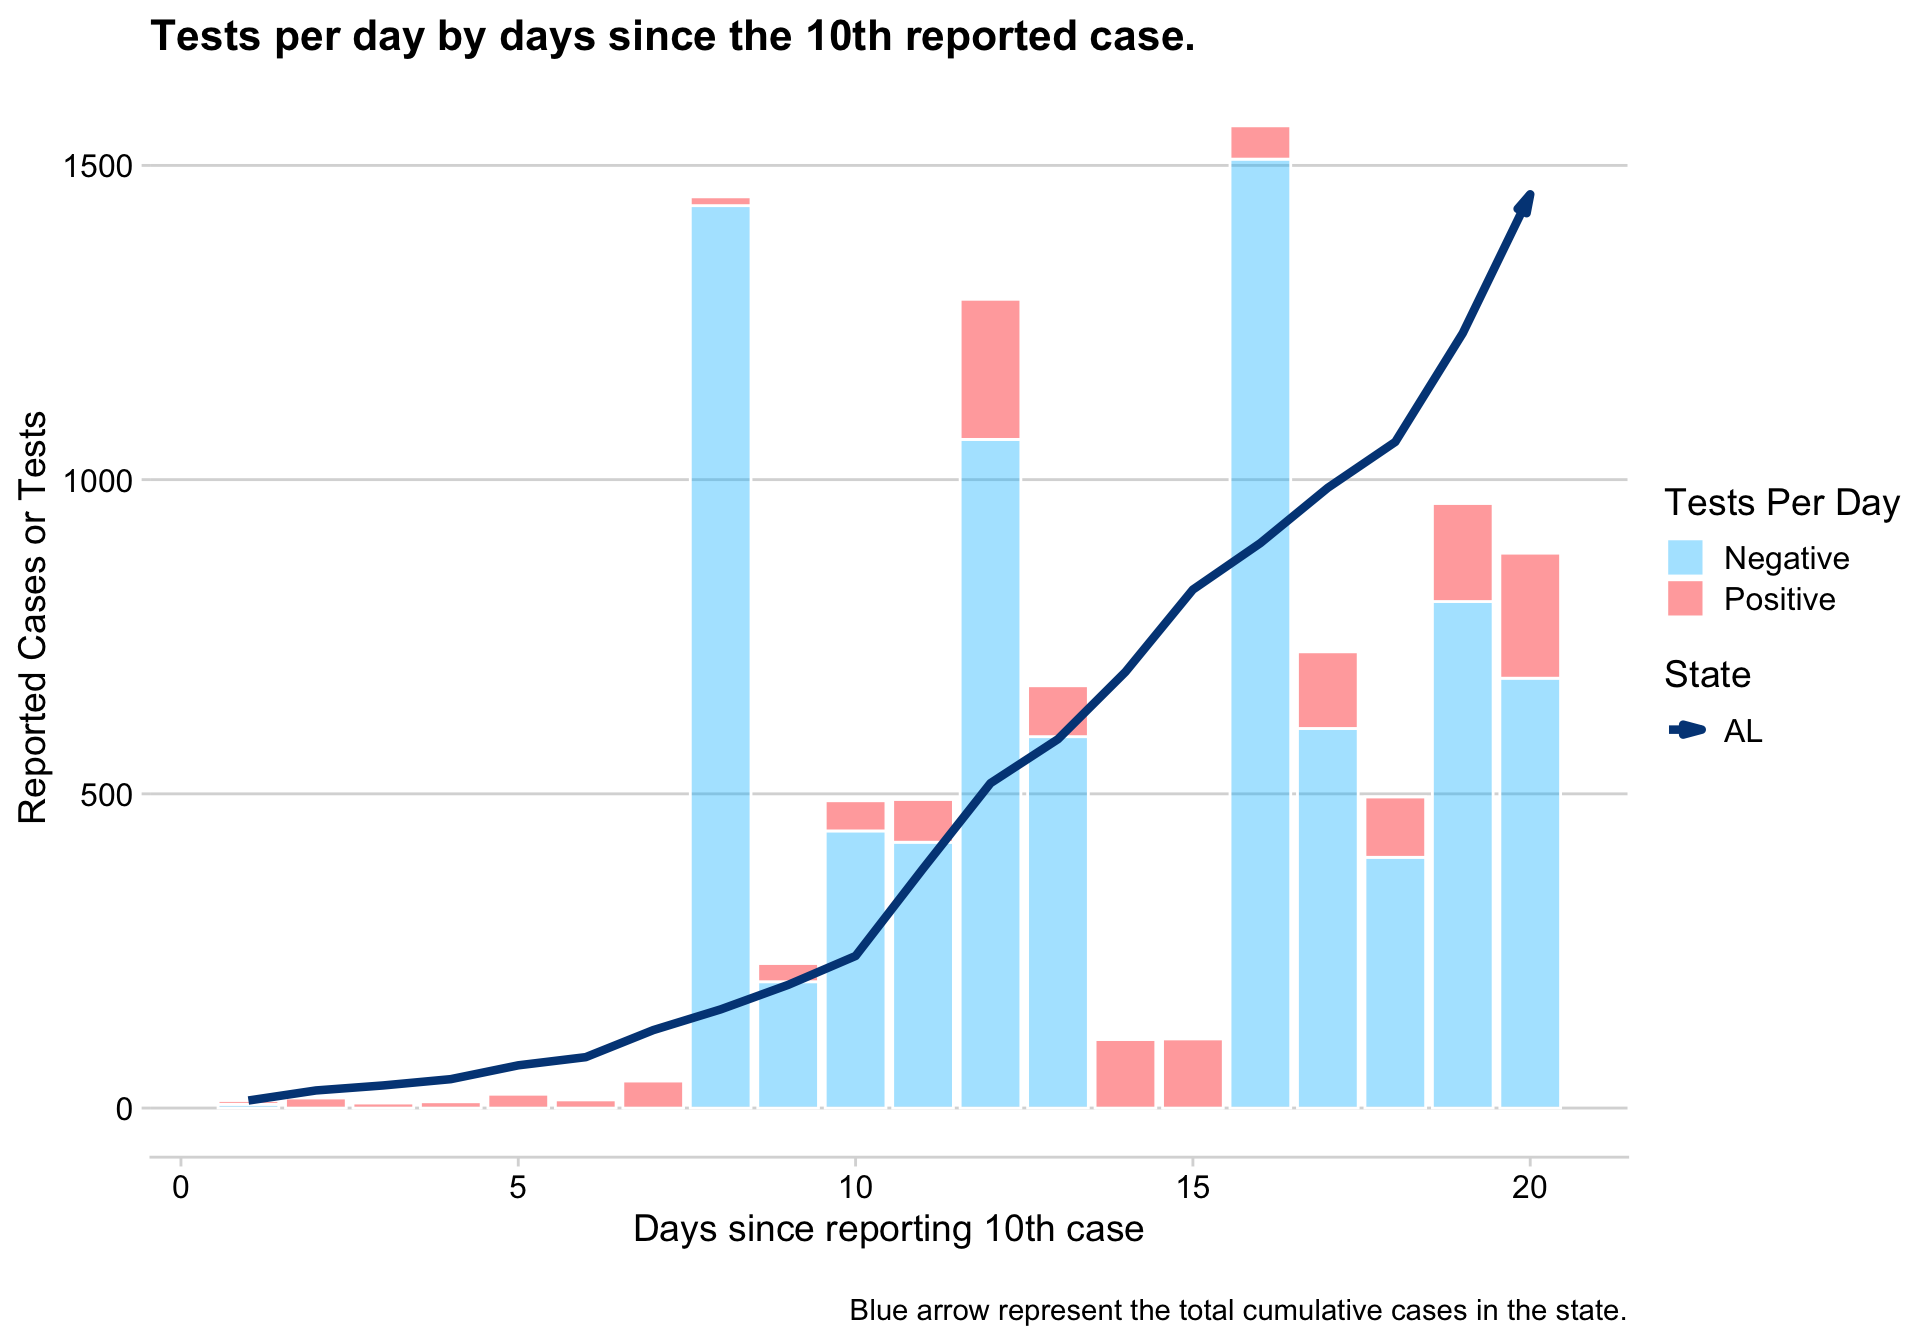 Tests per day by days since the 10th reported case.
1500
1000
500
0
Reported Cases or Tests
0 5 10 15 20
Days since reporting 10th case
Tests Per Day
Negative
Positive
State
AL
Blue arrow represent the total cumulative cases in the state.